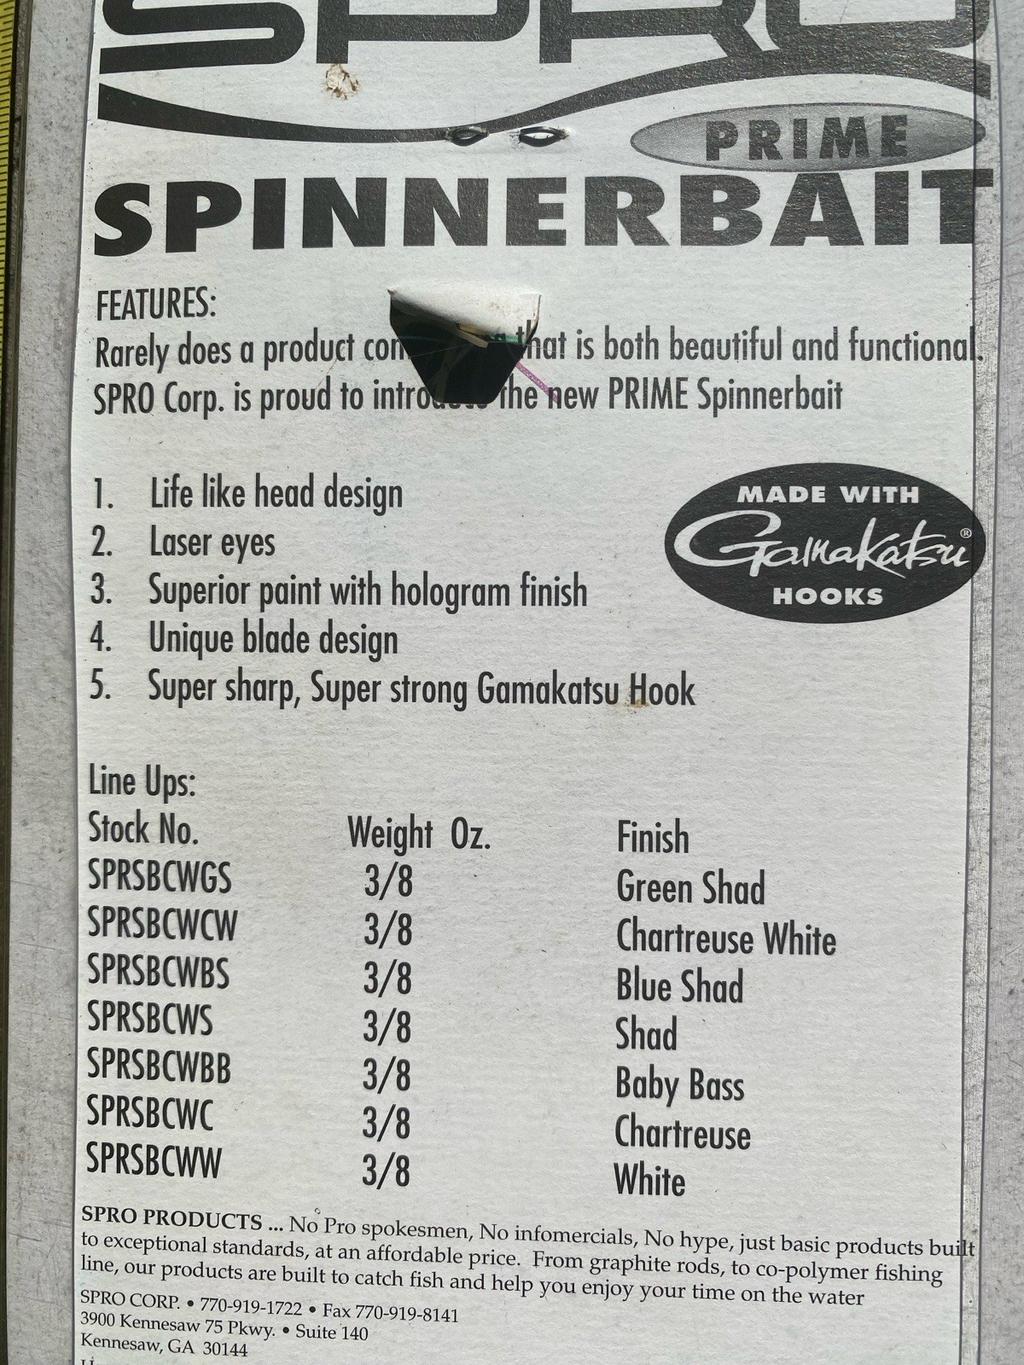 SPRO
PRIME
SPINNERBAIT
FEATURES:
Rarely does a product that is both beautiful and functional.
SPRO Corp. is proud to introduces the new PRIME Spinnerbait
1. Life like head design
2. Laser eyes
3. Superior paint with hologram finish
4. Unique blade design
5. Super sharp, Super strong Gamakatsu Hook
MADE WITH
Gamakatsu®
HOOKS
Line Ups:
Stock No. Weight Oz. Finish
SPRSBCWGS 3/8 Green Shad
SPRSBCWCW 3/8 Chartreuse White
SPRSBCWBS 3/8 Blue Shad
SPRSBCWS 3/8 Shad
SPRSBCWBB 3/8 Baby Bass
SPRSBCWC 3/8 Chartreuse
SPRSBCWW 3/8 White
SPRO PRODUCTS ... No Pro spokesmen, No infomercials, No hype, just basic products built
to exceptional standards, at an affordable price. From graphite rods, to co-polymer fishing
line, our products are built to catch fish and help you enjoy your time on the water
SPRO CORP. • 770-919-1722 • Fax 770-919-8141
3900 Kennesaw 75 Pkwy. • Suite 140
Kennesaw, GA 30144